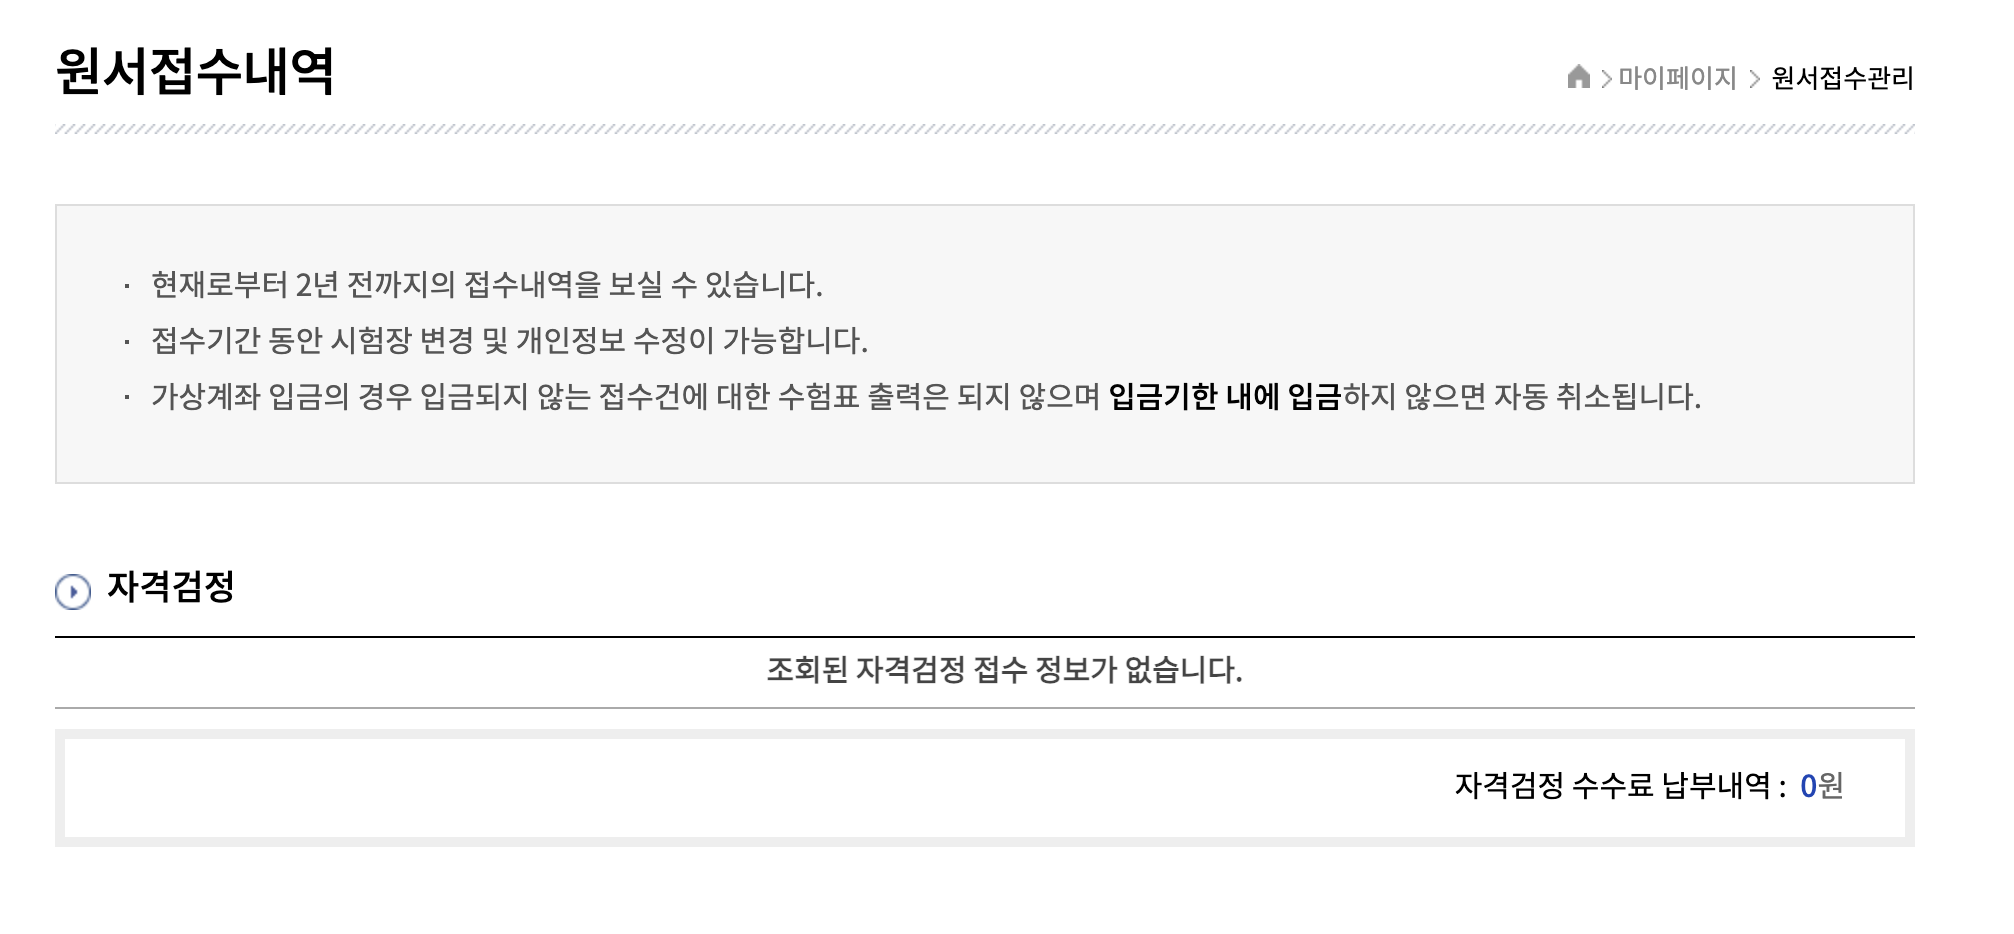 원서접수내역
마이페이지 > 원서접수관리
· 현재로부터 2년 전까지의 접수내역을 보실 수 있습니다.
· 접수기간 동안 시험장 변경 및 개인정보 수정이 가능합니다.
· 가상계좌 입금의 경우 입금되지 않는 접수건에 대한 수험표 출력은 되지 않으며 입금기한 내에 입금하지 않으면 자동 취소됩니다.
자격검정
조회된 자격검정 접수 정보가 없습니다.
자격검정 수수료 납부내역 : 0원